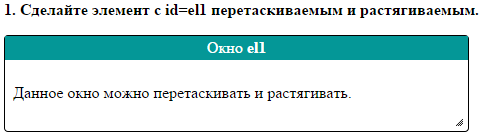 1. Сделайте элемент с id=el1 перетаскиваемым и растягиваемым.
Окно el1
Данное окно можно перетаскивать и растягивать.